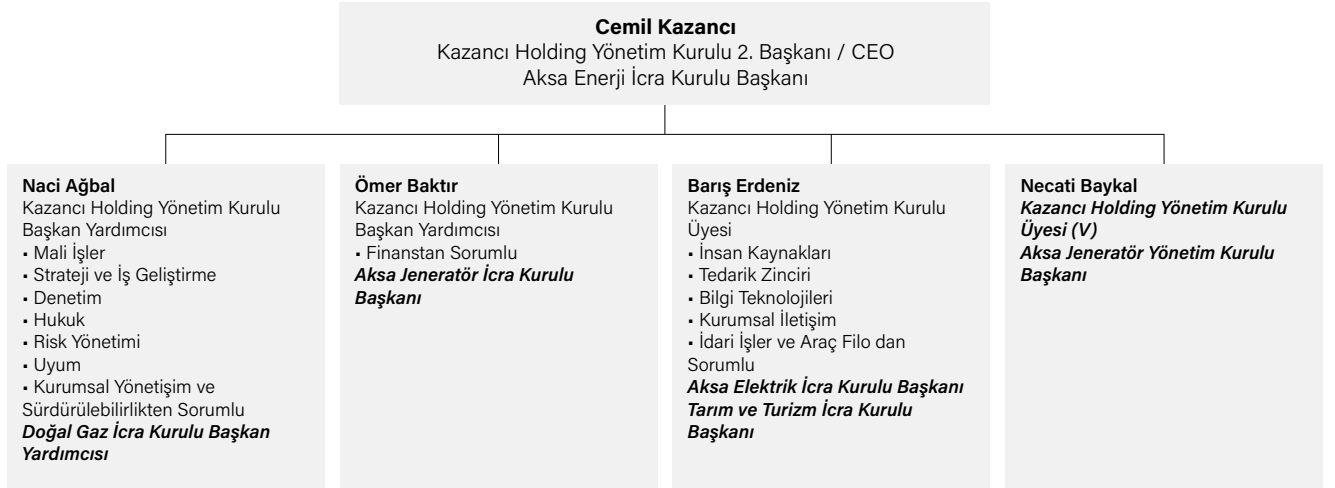 Cemil Kazancı
Kazancı Holding Yönetim Kurulu 2. Başkanı / CEO
Aksa Enerji İcra Kurulu Başkanı
Naci Ağbal
Kazancı Holding Yönetim Kurulu
Başkan Yardımcısı
• Mali İşler
• Strateji ve İş Geliştirme
• Denetim
• Hukuk
• Risk Yönetimi
• Uyum
• Kurumsal Yönetişim ve
Sürdürülebilirlikten Sorumlu
Doğal Gaz İcra Kurulu Başkan
Yardımcısı
Ömer Baktır
Kazancı Holding Yönetim Kurulu
Başkan Yardımcısı
• Finanstan Sorumlu
Aksa Jeneratör İcra Kurulu
Başkanı
Barış Erdeniz
Kazancı Holding Yönetim Kurulu
Üyesi
• İnsan Kaynakları
• Tedarik Zinciri
• Bilgi Teknolojileri
• Kurumsal İletişim
• İdari İşler ve Araç Filo dan
Sorumlu
Aksa Elektrik İcra Kurulu Başkanı
Tarım ve Turizm İcra Kurulu
Başkanı
Necati Baykal
Kazancı Holding Yönetim Kurulu
Üyesi (V)
Aksa Jeneratör Yönetim Kurulu
Başkanı